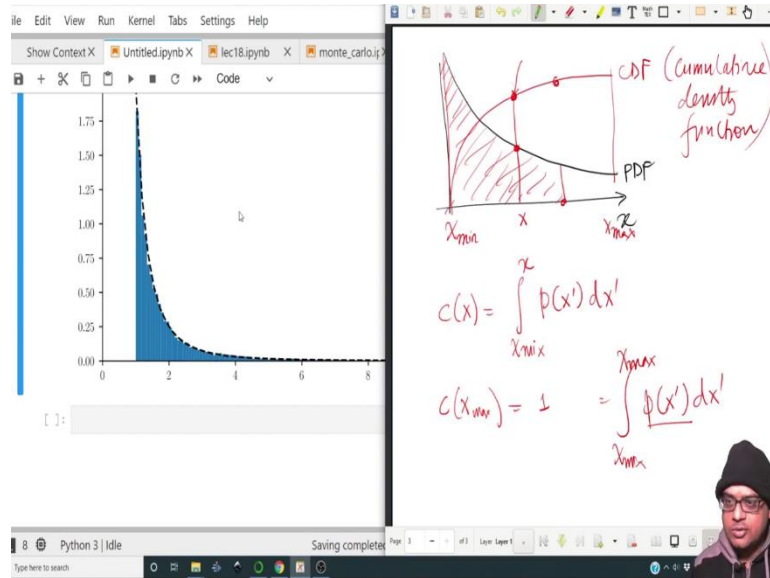 ile Edit View Run Kernel Tabs Settings Help
Show Context X Untitled.ipynb X lec18.ipynb X monte_carlo.i
Code
1.75
1.50
1.25
1.00
0.75
0.50
0.25
0.00
0 2 4 6 8
[ ]:
8 Python 3 | Idle Saving completed
CDF (cumulative
density
function)
PDF
x
xmin x xmax
c(x) = ∫ p(x') dx'
x
xmin
c(xmax) = 1 = ∫ p(x') dx'
xmax
xmin
Page 3 of 3 Layer Layer 1
Type here to search